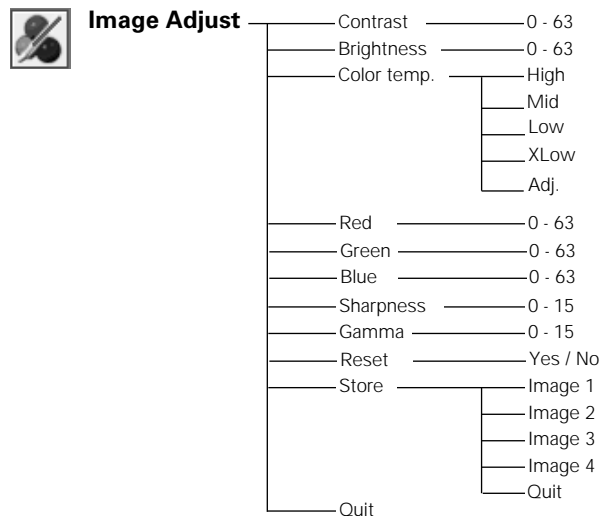 Image Adjust Contrast 0 - 63
Brightness 0 - 63
Color temp. High
Mid
Low
XLow
Adj.
Red 0 - 63
Green 0 - 63
Blue 0 - 63
Sharpness 0 - 15
Gamma 0 - 15
Reset Yes / No
Store Image 1
Image 2
Image 3
Image 4
Quit
Quit